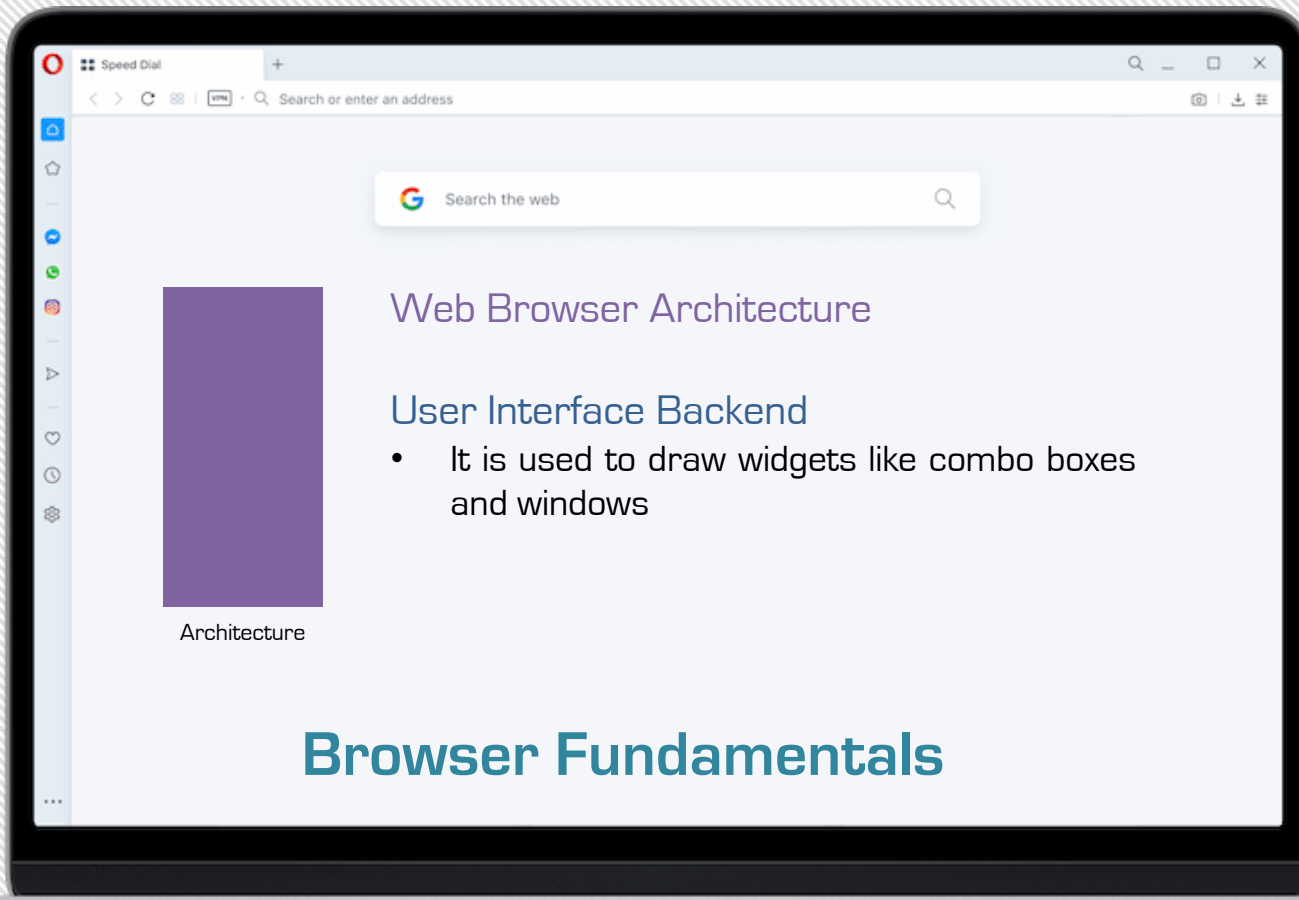 Speed Dial
VPN
Search or enter an address
Search the web
Web Browser Architecture
User Interface Backend
• It is used to draw widgets like combo boxes
and windows
Architecture
Browser Fundamentals